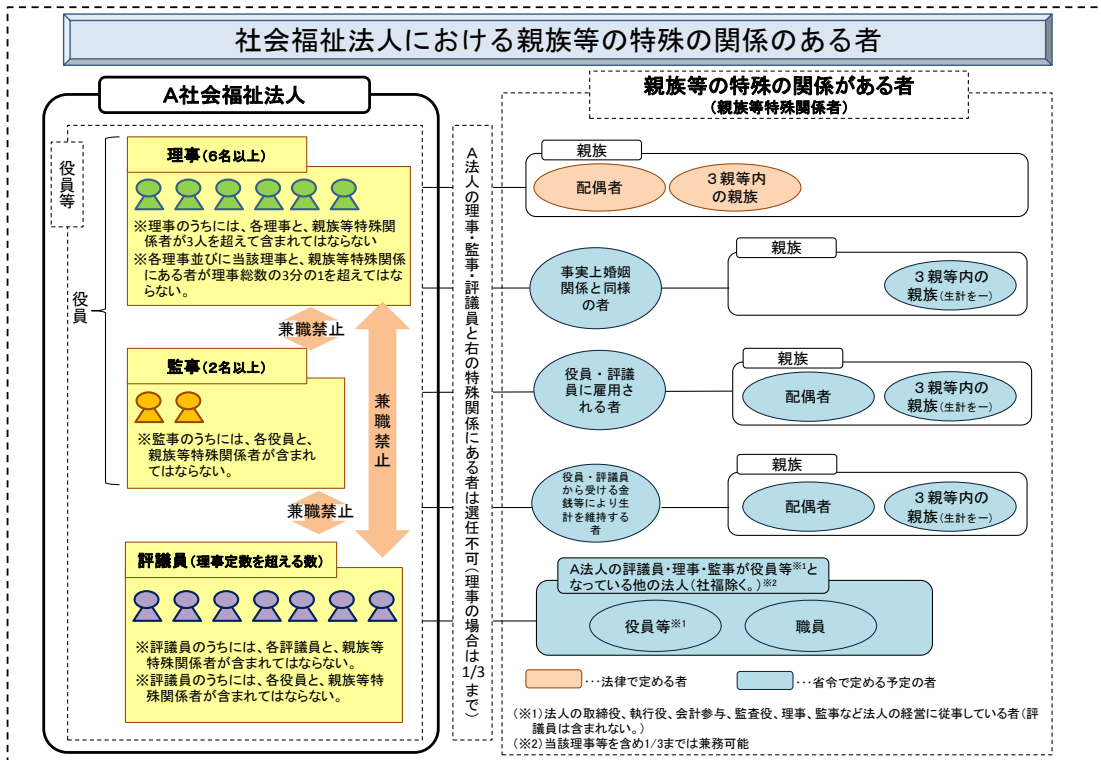 社会福祉法人における親族等の特殊の関係のある者
A社会福祉法人
役員等
役員
理事(6名以上)
※理事のうちには、各理事と、親族等特殊関
係者が3人を超えて含まれてはならない
※各理事並びに当該理事と、親族等特殊関係
にある者が理事総数の3分の1を超えてはな
らない。
兼職禁止
監事(2名以上)
※監事のうちには、各役員と、
親族等特殊関係者が含まれ
てはならない。
兼職禁止
兼職禁止
評議員(理事定数を超える数)
※評議員のうちには、各評議員と、親族等
特殊関係者が含まれてはならない。
※評議員のうちには、各役員と、親族等特
殊関係者が含まれてはならない。
A法人の理事・監事・評議員と右の特殊関係にある者は選任不可(理事の場合は1/3まで)
親族等の特殊の関係がある者
(親族等特殊関係者)
親族
配偶者
3親等内
の親族
事実上婚姻
関係と同様
の者
親族
3親等内の
親族(生計を一)
役員・評議
員に雇用さ
れる者
親族
配偶者
3親等内の
親族(生計を一)
役員・評議員
から受ける金
銭等により生
計を維持する
者
親族
配偶者
3親等内の
親族(生計を一)
A法人の評議員・理事・監事が役員等※1と
なっている他の法人(社福除く。)※2
役員等※1
職員
・・・法律で定める者
・・・省令で定める予定の者
(※1)法人の取締役、執行役、会計参与、監査役、理事、監事など法人の経営に従事している者(評
議員は含まれない。)
(※2)当該理事等を含め1/3までは兼務可能